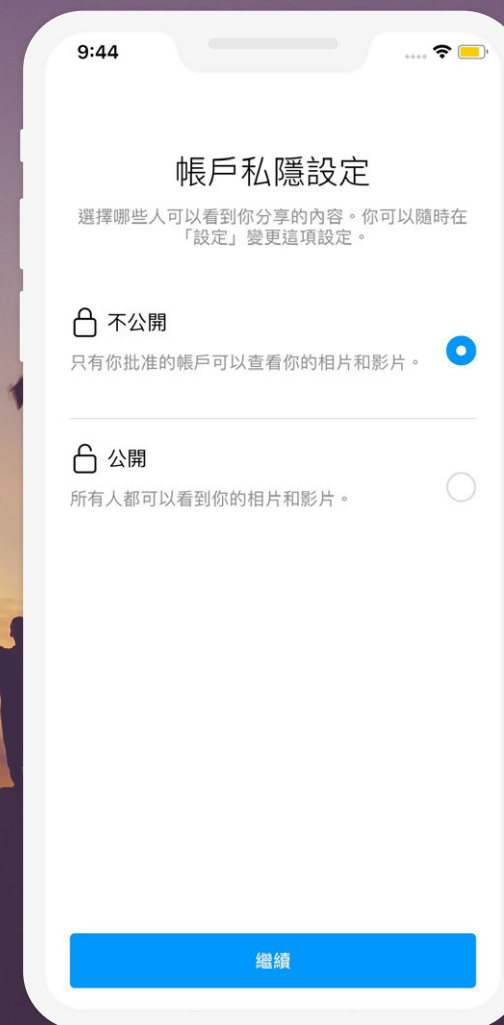 9:44
帳戶私隱設定
選擇哪些人可以看到你分享的內容。你可以隨時在
「設定」變更這項設定。
不公開
只有你批准的帳戶可以查看你的相片和影片。
公開
所有人都可以看到你的相片和影片。
繼續